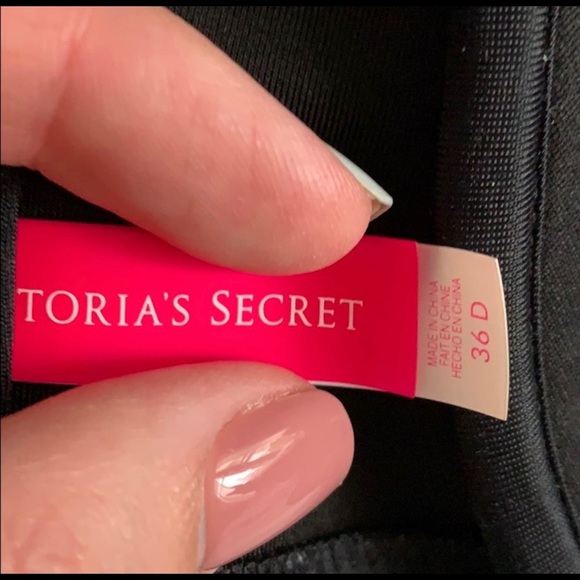 TORIA'S SECRET
MADE IN CHINA
FAIT EN CHINE
HECHO EN CHINA
36 D